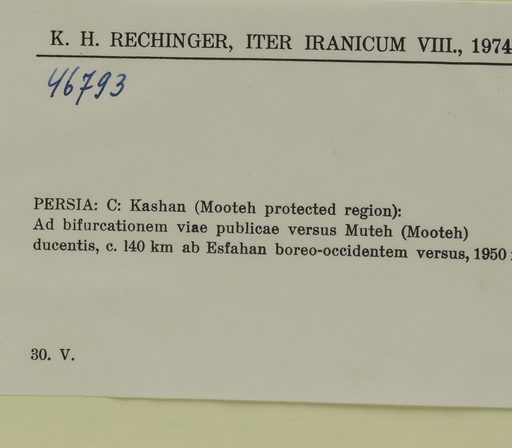 K. H. RECHINGER, ITER IRANICUM VIII., 1974
46793
PERSIA: C: Kashan (Mooteh protected region):
Ad bifurcationem viae publicae versus Muteh (Mooteh)
ducentis, c. 140 km ab Esfahan boreo-occidentem versus, 1950
30. V.